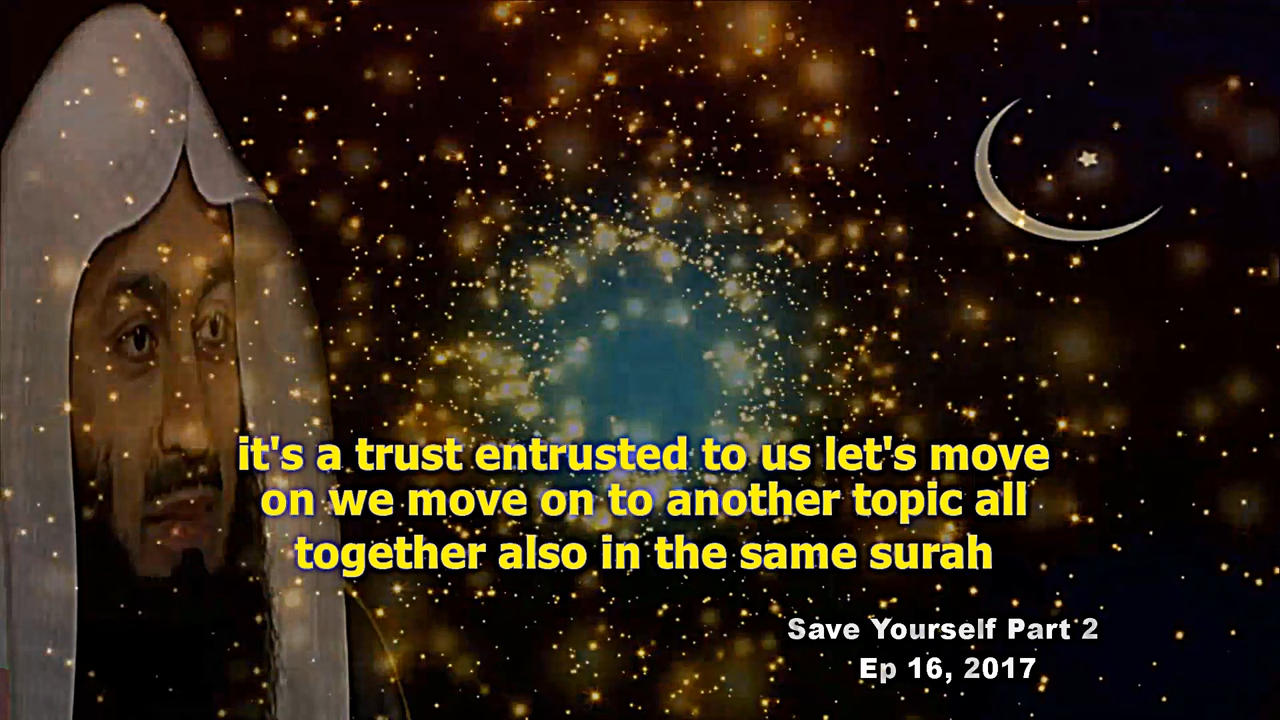 it's a trust entrusted to us let's move
on we move on to another topic all
together also in the same surah
Save Yourself Part 2
Ep 16, 2017